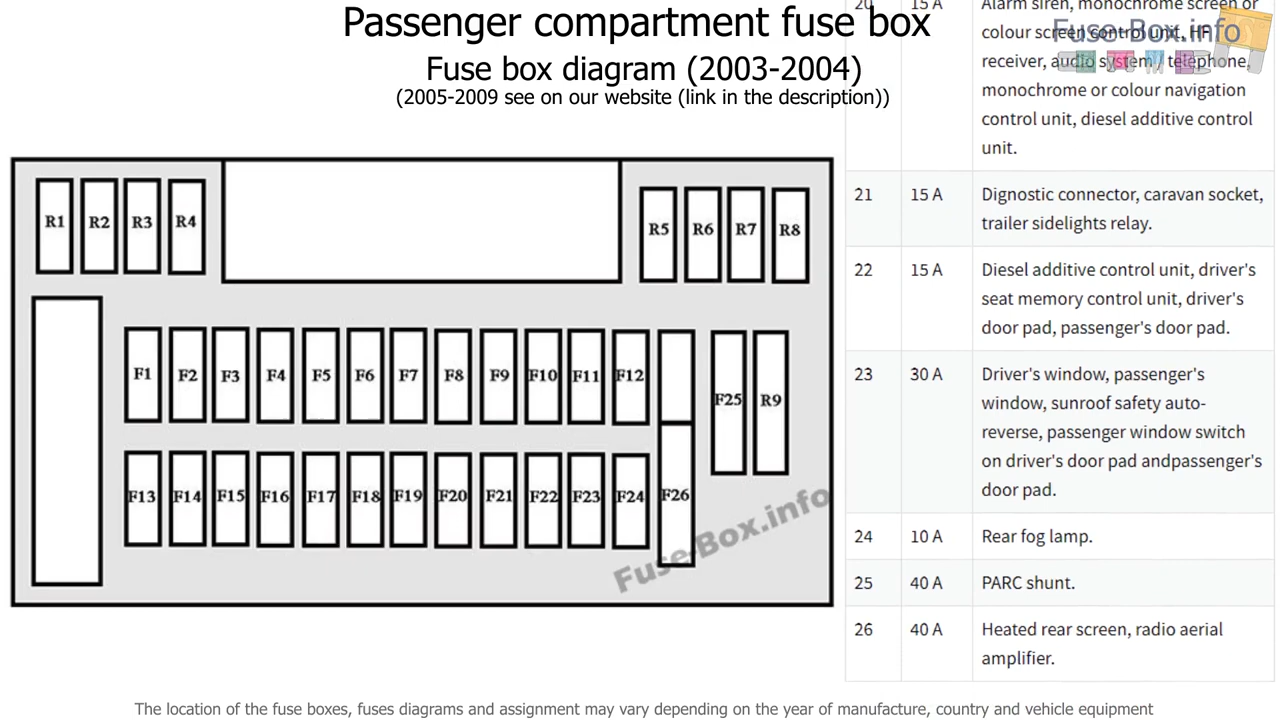 Passenger compartment fuse box
Fuse box diagram (2003-2004)
(2005-2009 see on our website (link in the description))
Fuse-Box.info
R1 R2 R3 R4
R5 R6 R7 R8
F1 F2 F3 F4 F5 F6 F7 F8 F9 F10 F11 F12
F25 R9
F13 F14 F15 F16 F17 F18 F19 F20 F21 F22 F23 F24 F26
Fuse-Box.info
20 15 A Alarm siren, monochrome screen or
colour screen control unit, HF
receiver, audio system / telephone,
monochrome or colour navigation
control unit, diesel additive control
unit.
21 15 A Dignostic connector, caravan socket,
trailer sidelights relay.
22 15 A Diesel additive control unit, driver's
seat memory control unit, driver's
door pad, passenger's door pad.
23 30 A Driver's window, passenger's
window, sunroof safety auto-
reverse, passenger window switch
on driver's door pad andpassenger's
door pad.
24 10 A Rear fog lamp.
25 40 A PARC shunt.
26 40 A Heated rear screen, radio aerial
amplifier.
The location of the fuse boxes, fuses diagrams and assignment may vary depending on the year of manufacture, country and vehicle equipment